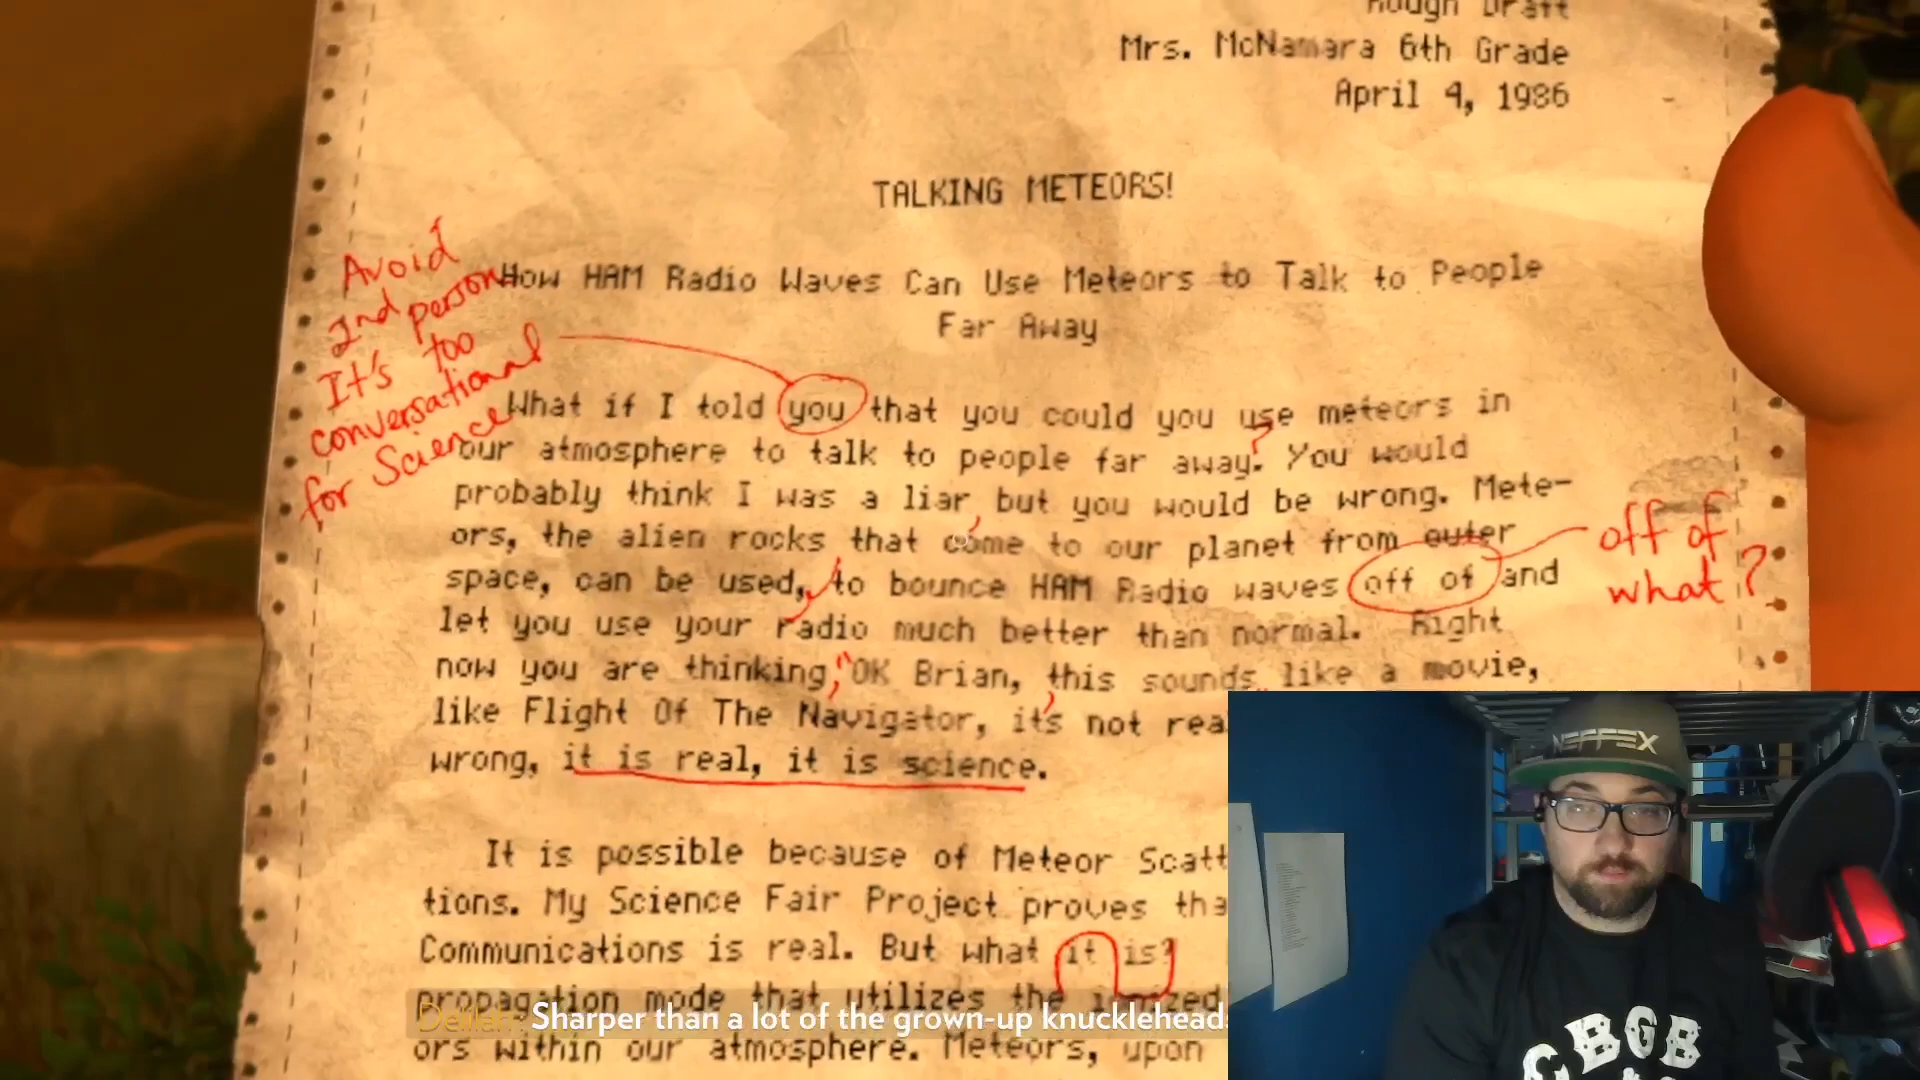 Rough Draft
Mrs. McNamara 6th Grade
April 4, 1986
TALKING METEORS!
Avoid
2nd person
It's too
conversational
for Science
How HAM Radio Waves Can Use Meteors to Talk to People
Far Away
What if I told you that you could you use meteors in
our atmosphere to talk to people far away. ? You would
probably think I was a liar, but you would be wrong. Mete-
ors, the alien rocks that come to our planet from outer
space, can be used, to bounce HAM Radio waves off of and
off of
what?
let you use your radio much better than normal. Right
now you are thinking, "OK Brian, this sounds like a movie,
like Flight Of The Navigator, it's not rea
wrong, it is real, it is science.
It is possible because of Meteor Scatt
tions. My Science Fair Project proves tha
Communications is real. But what it is?
propagation mode that utilizes the ionized
Delilah: Sharper than a lot of the grown-up knuckleheads
ors within our atmosphere. Meteors, upon
NEFFEX
CBGB